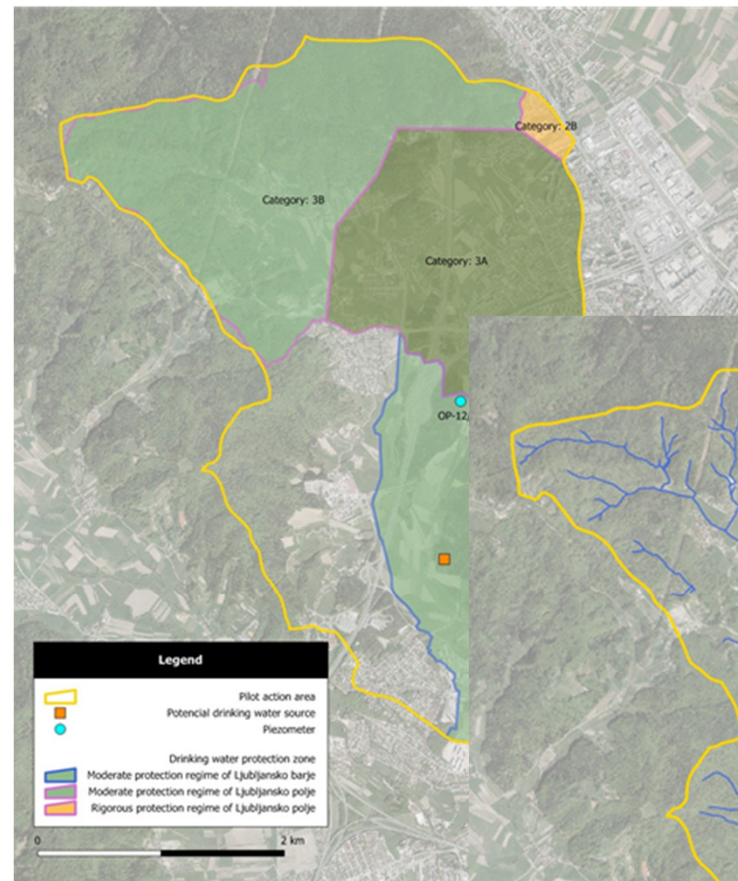 Category: 2B
Category: 3B
Category: 3A
OP-12
Legend
Pilot action area
Potencial drinking water source
Piezometer
Drinking water protection zone
Moderate protection regime of Ljubljansko barje
Moderate protection regime of Ljubljansko polje
Rigorous protection regime of Ljubljansko polje
0 2 km